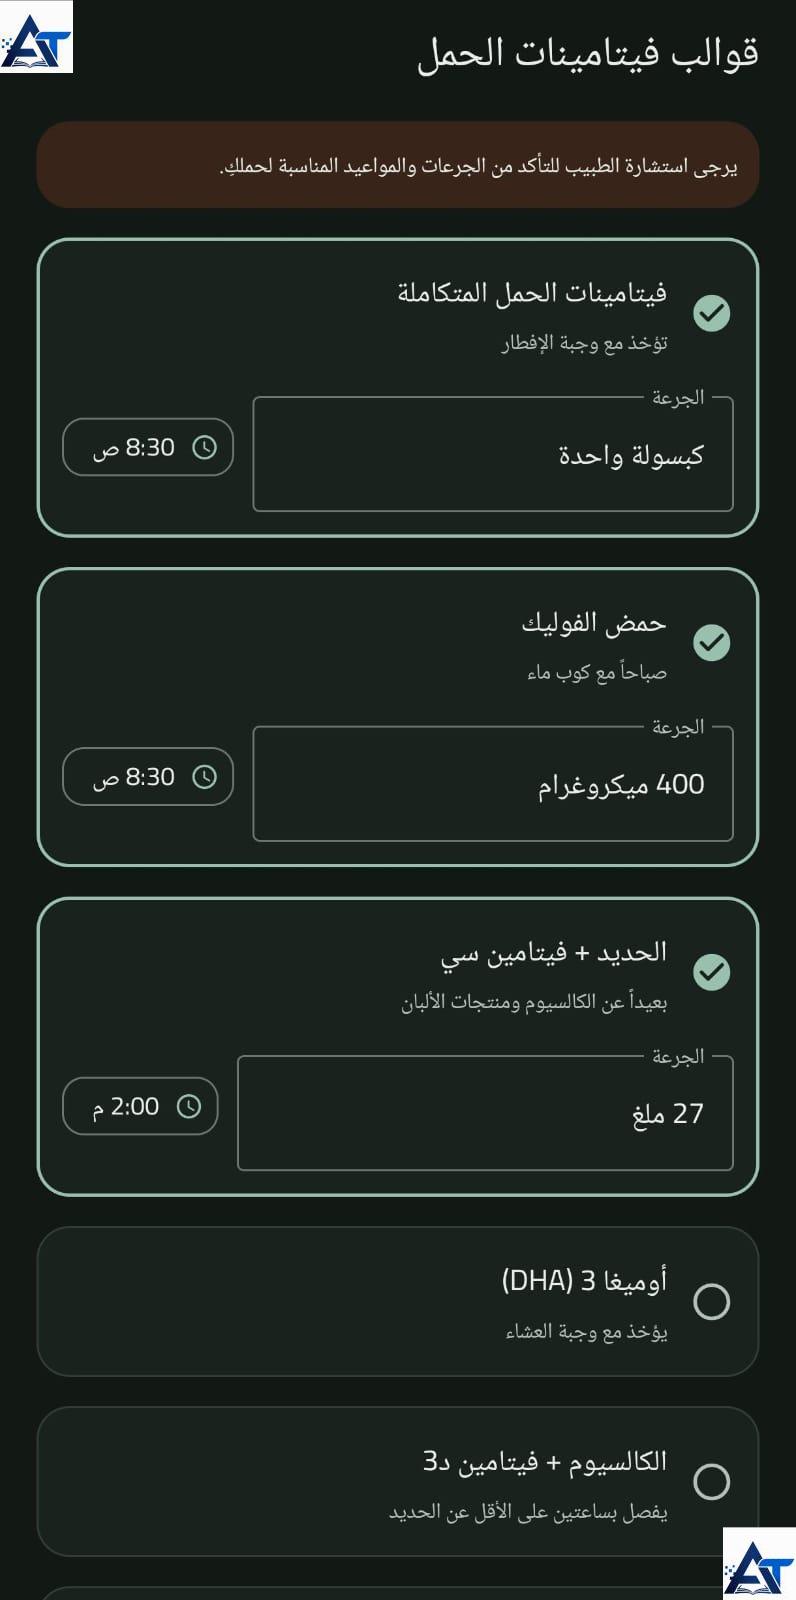 AT
قوالب فيتامينات الحمل
يرجى استشارة الطبيب للتأكد من الجرعات والمواعيد المناسبة لحملكِ.
فيتامينات الحمل المتكاملة
تؤخذ مع وجبة الإفطار
الجرعة
كبسولة واحدة
8:30 ص
حمض الفوليك
صباحاً مع كوب ماء
الجرعة
400 ميكروغرام
8:30 ص
الحديد + فيتامين سي
بعيداً عن الكالسيوم ومنتجات الألبان
الجرعة
27 ملغ
2:00 م
أوميغا 3 (DHA)
يؤخذ مع وجبة العشاء
الكالسيوم + فيتامين د3
يفصل بساعتين على الأقل عن الحديد
AT